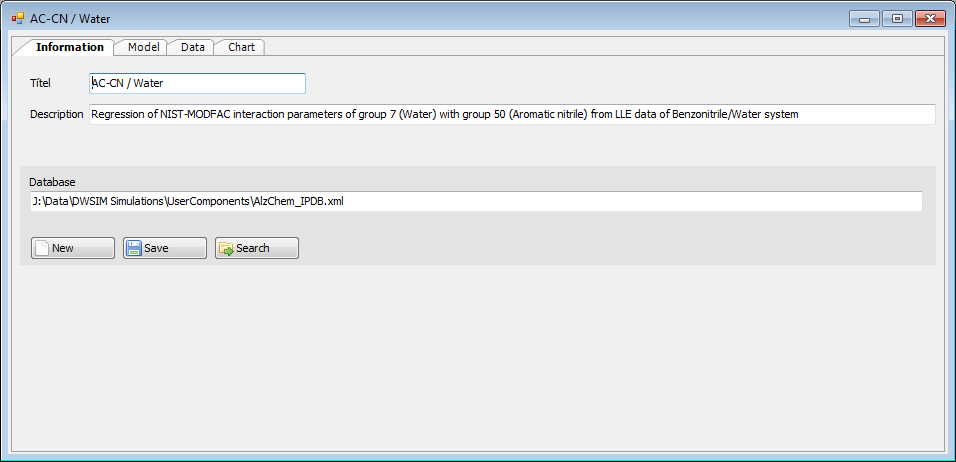 AC-CN / Water
Information Model Data Chart
Títel AC-CN / Water
Description Regression of NIST-MODFAC interaction parameters of group 7 (Water) with group 50 (Aromatic nitrile) from LLE data of Benzonitrile/Water system
Database
J:\Data\DWSIM Simulations\UserComponents\AlzChem_IPDB.xml
New Save Search